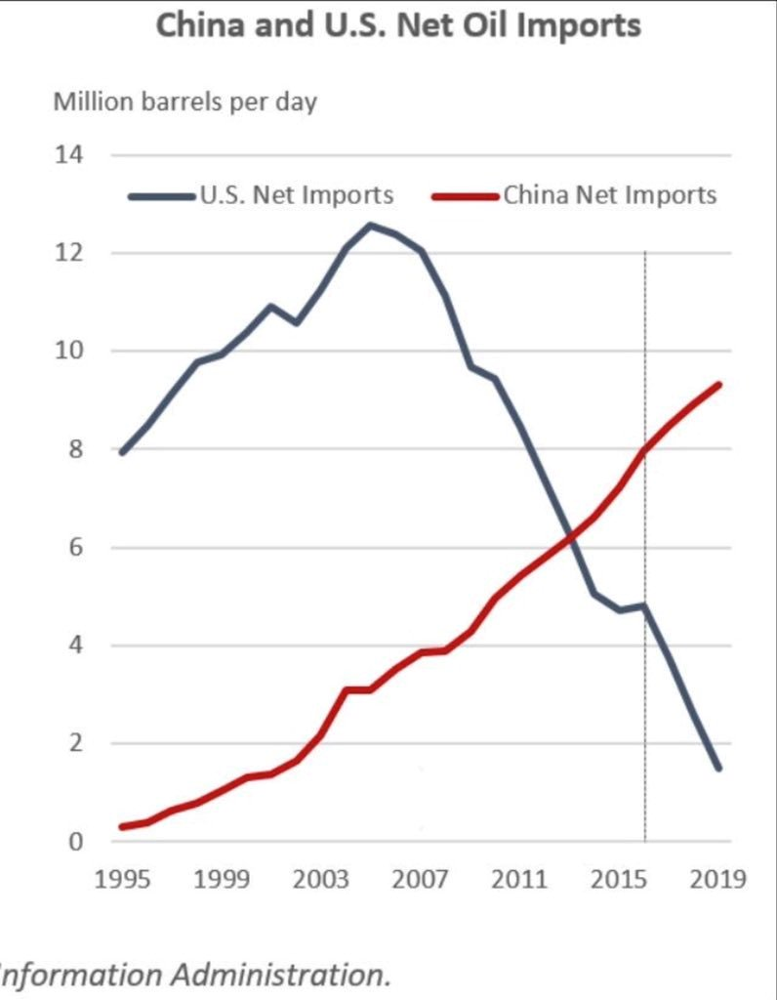 China and U.S. Net Oil Imports
Million barrels per day
14
U.S. Net Imports China Net Imports
12
10
8
6
4
2
0
1995 1999 2003 2007 2011 2015 2019
nformation Administration.